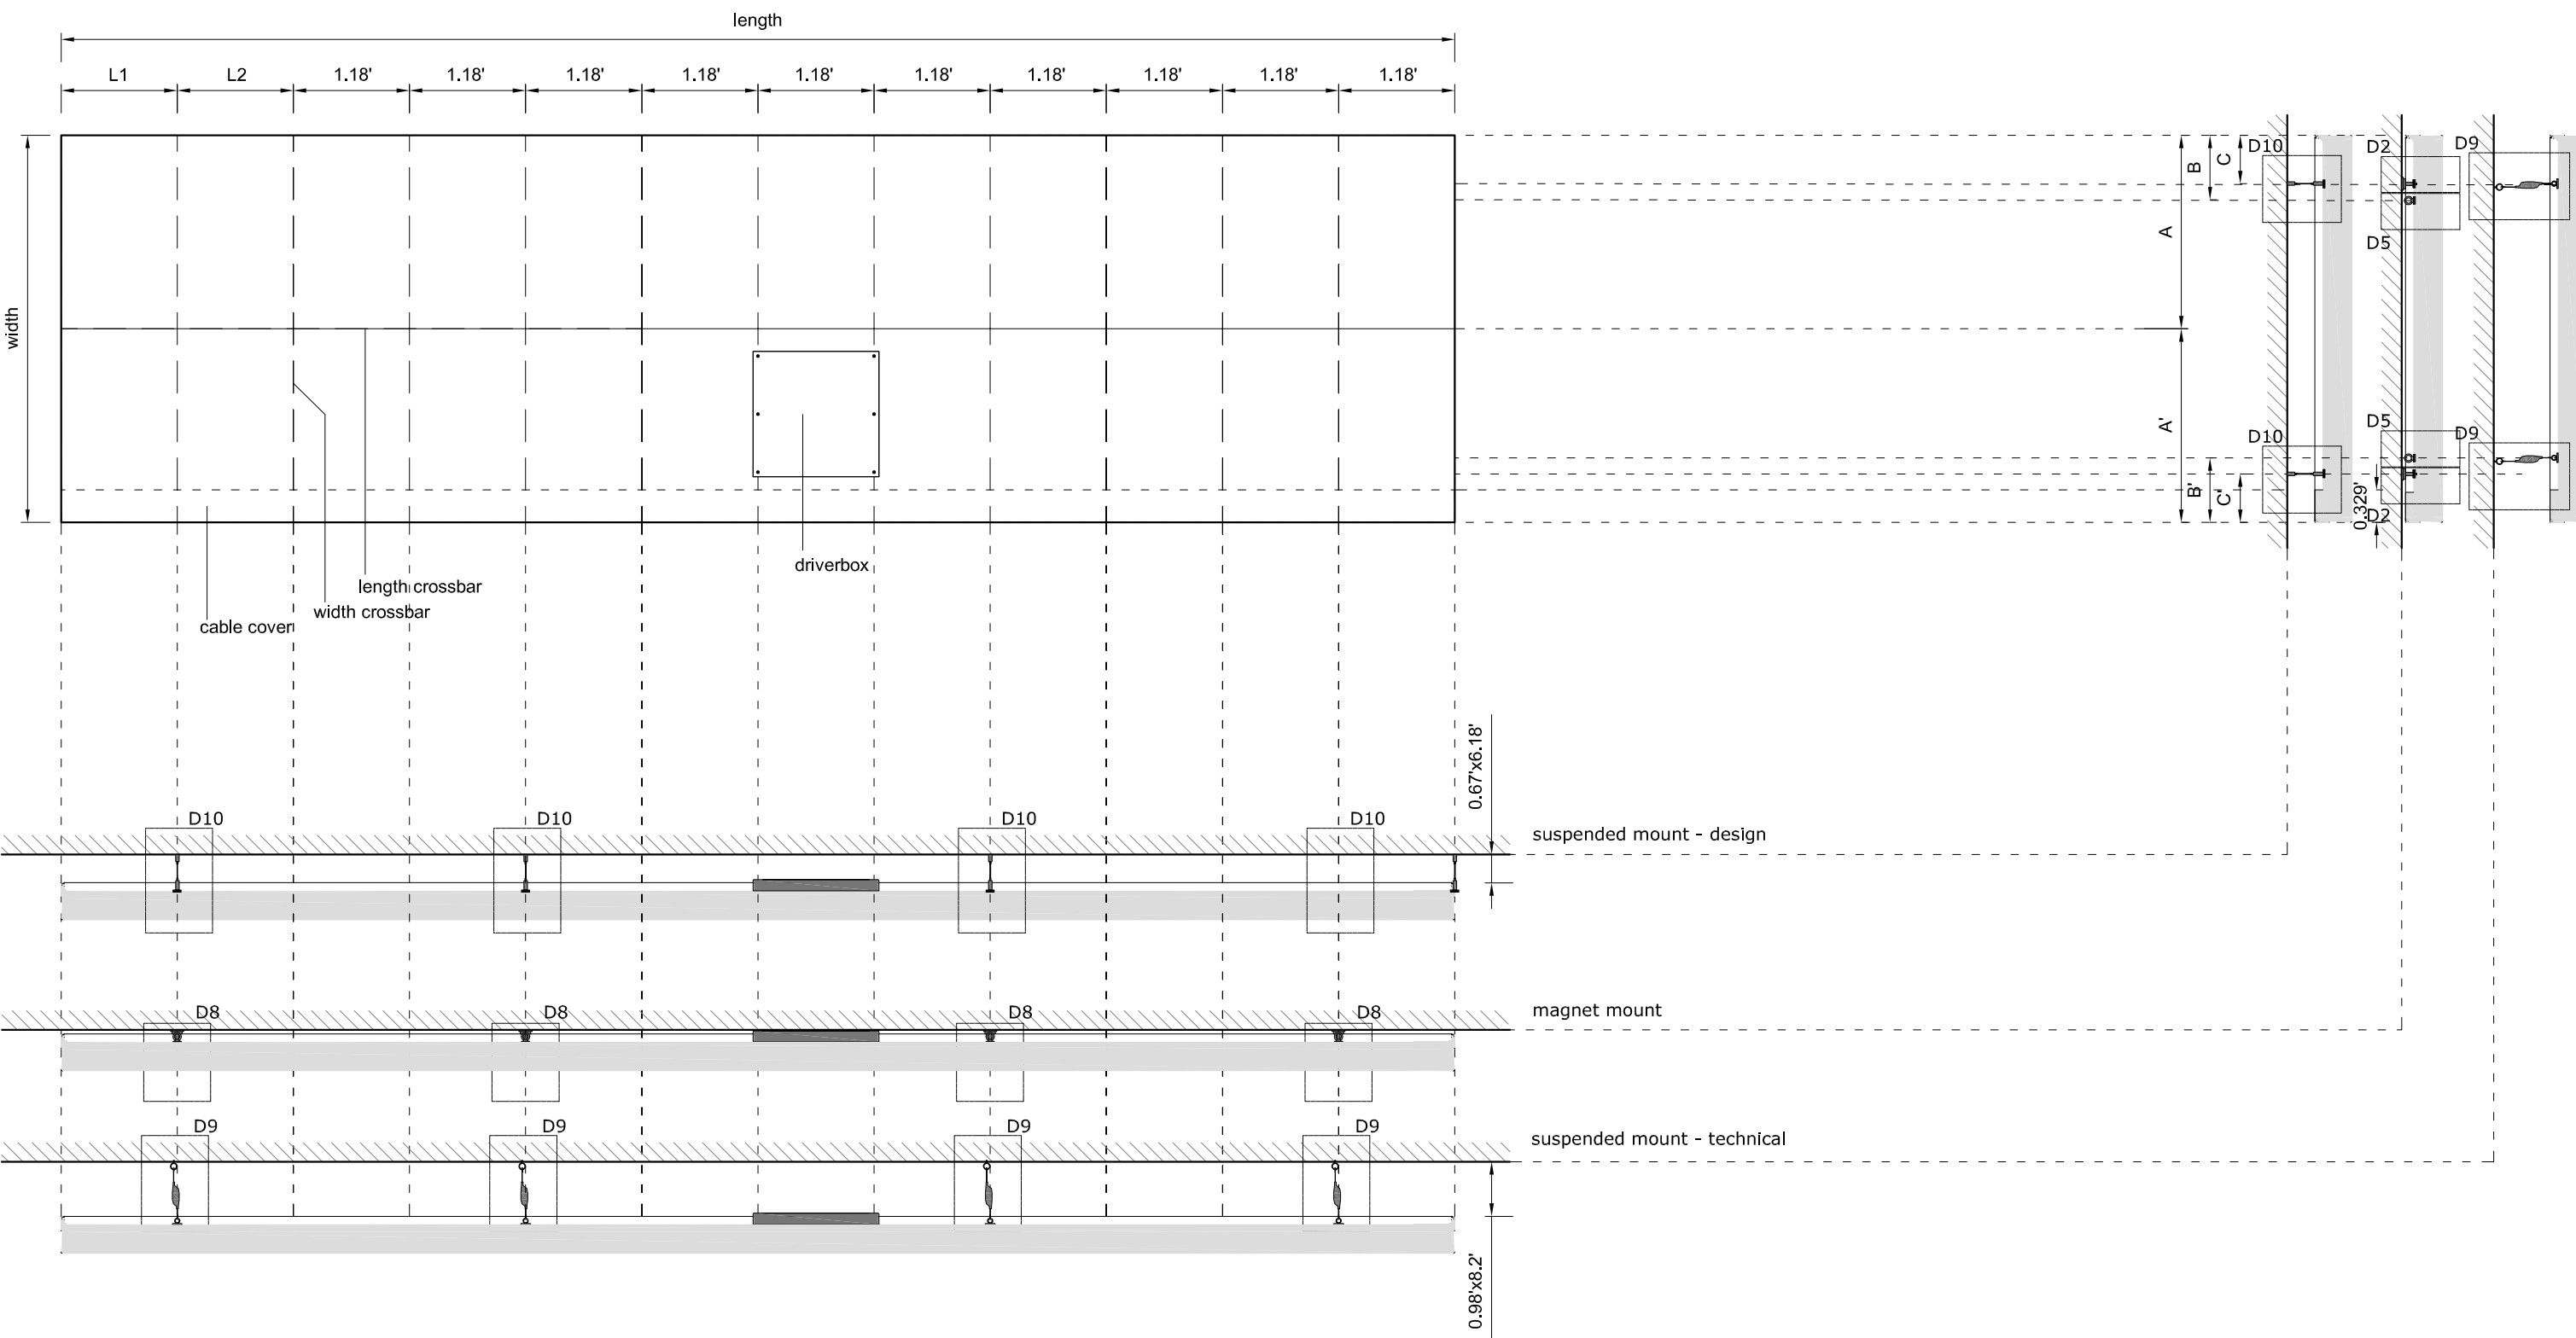 length
L1 L2 1.18' 1.18' 1.18' 1.18' 1.18' 1.18' 1.18' 1.18' 1.18' 1.18'
width
D10 D2 D9
B C
A
D5
A'
D10 D5 D9
B' C'
0.329'
D2
driverbox
length crossbar
width crossbar
cable cover
0.67'x6.18'
D10 D10 D10 D10
suspended mount - design
D8 D8 D8 D8
magnet mount
D9 D9 D9 D9
suspended mount - technical
0.98'x8.2'